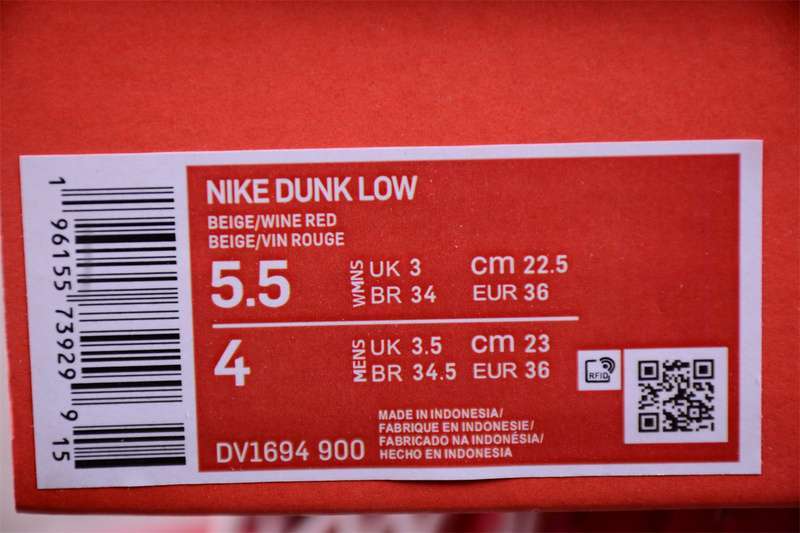 1 96155 73929 9 15
NIKE DUNK LOW
BEIGE/WINE RED
BEIGE/VIN ROUGE
5.5 WMNS UK 3 cm 22.5
BR 34 EUR 36
4 MENS UK 3.5 cm 23
BR 34.5 EUR 36
RFID
MADE IN INDONESIA/
FABRIQUE EN INDONESIE/
FABRICADO NA INDONÉSIA/
HECHO EN INDONESIA
DV1694 900